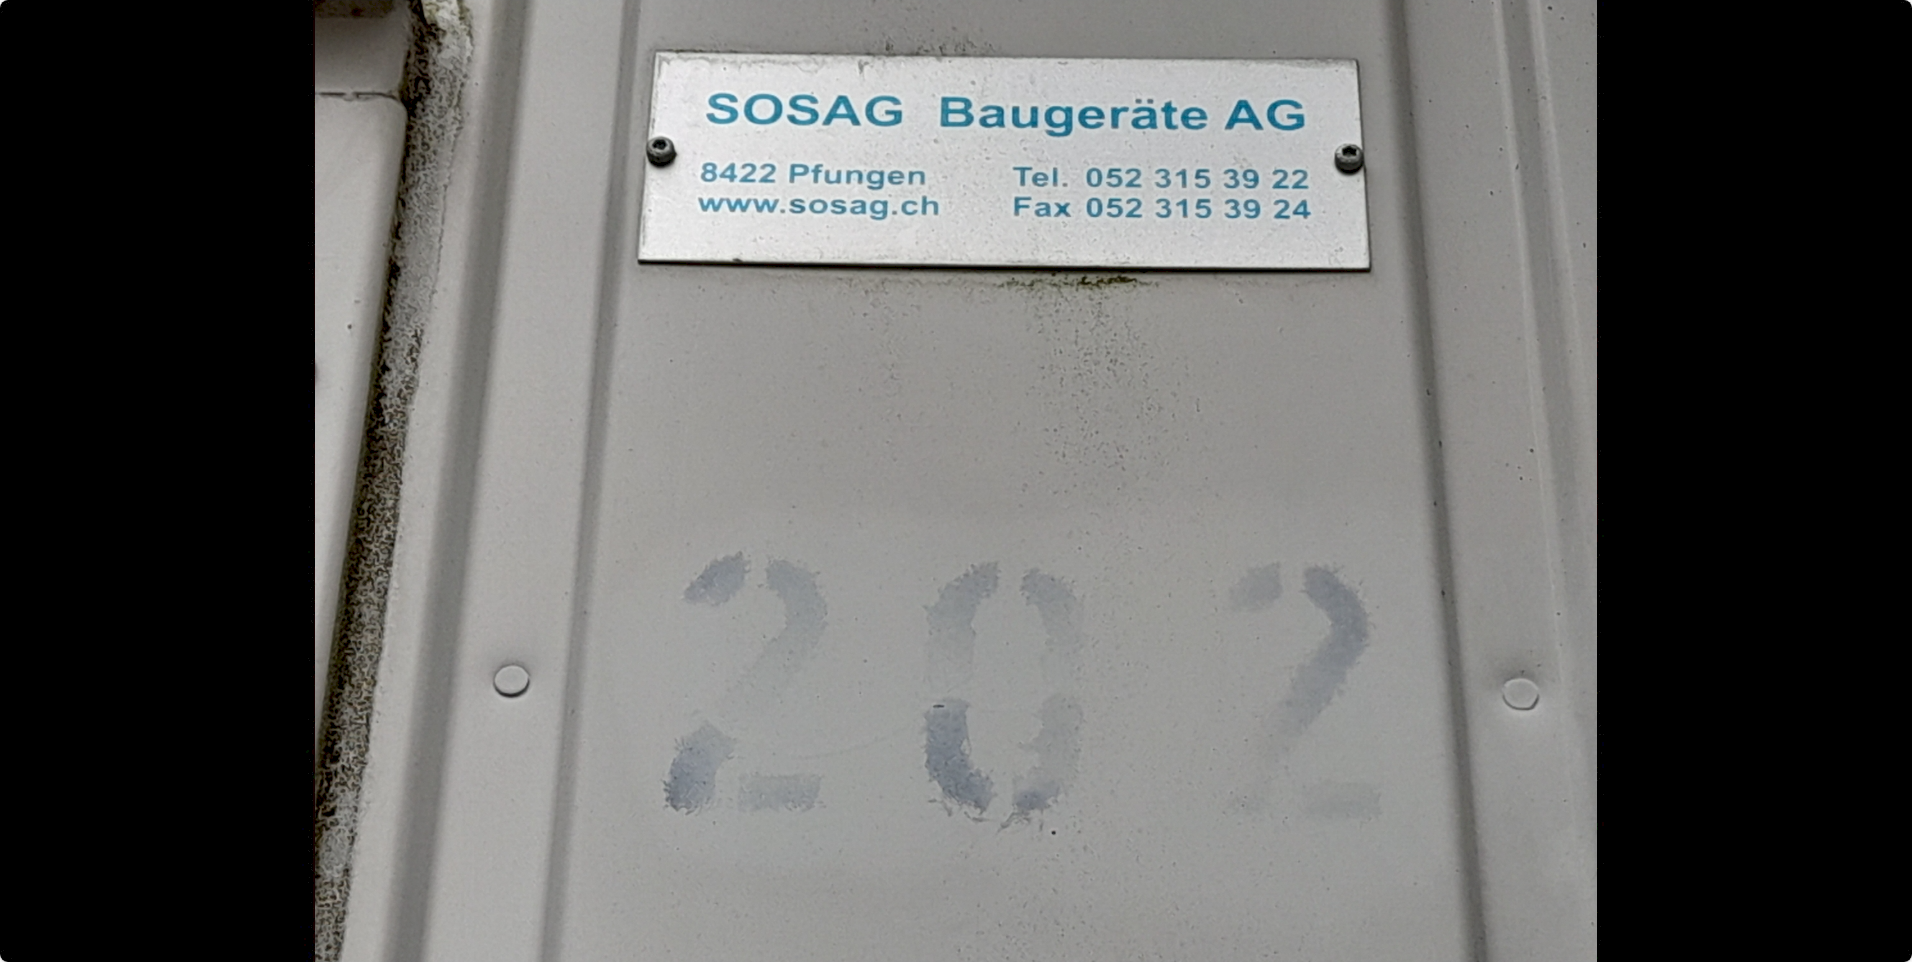 SOSAG Baugeräte AG
8422 Pfungen Tel. 052 315 39 22
www.sosag.ch Fax 052 315 39 24
202